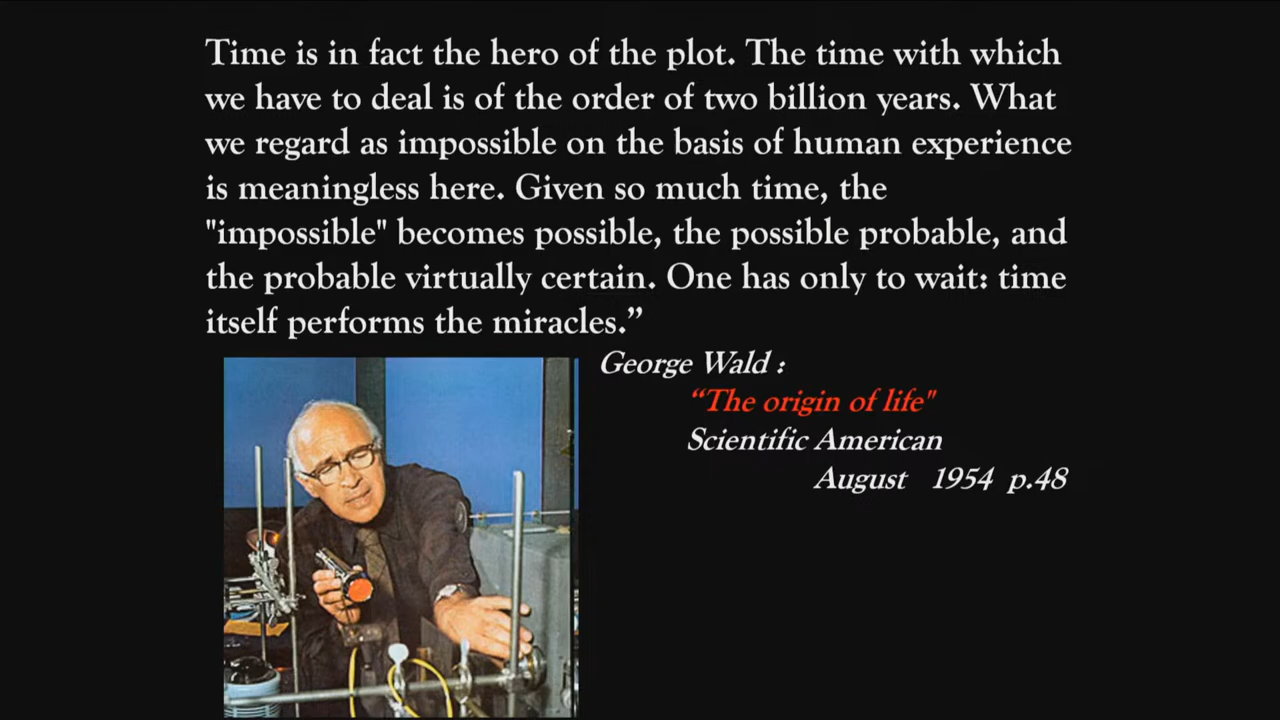 Time is in fact the hero of the plot. The time with which
we have to deal is of the order of two billion years. What
we regard as impossible on the basis of human experience
is meaningless here. Given so much time, the
"impossible" becomes possible, the possible probable, and
the probable virtually certain. One has only to wait: time
itself performs the miracles.”
George Wald :
“The origin of life"
Scientific American
August 1954 p.48